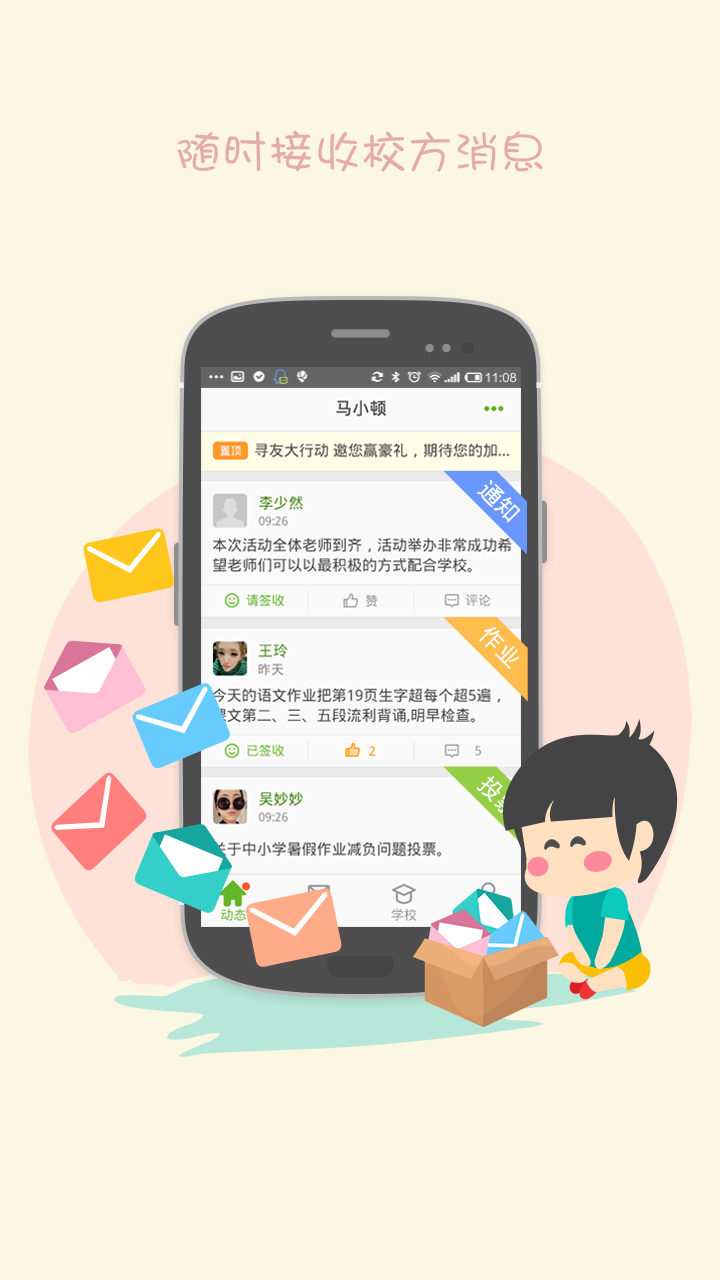 随时接收校方消息
11:08
马小顿
置顶 寻友大行动 邀您赢豪礼，期待您的加...
通知
李少然
09:26
本次活动全体老师到齐，活动举办非常成功希
望老师们可以以最积极的方式配合学校。
请签收 赞 评论
作业
王玲
昨天
今天的语文作业把第19页生字超每个超5遍，
课文第二、三、五段流利背诵,明早检查。
已签收 2 5
投票
吴妙妙
09:26
关于中小学暑假作业减负问题投票。
动态 学校